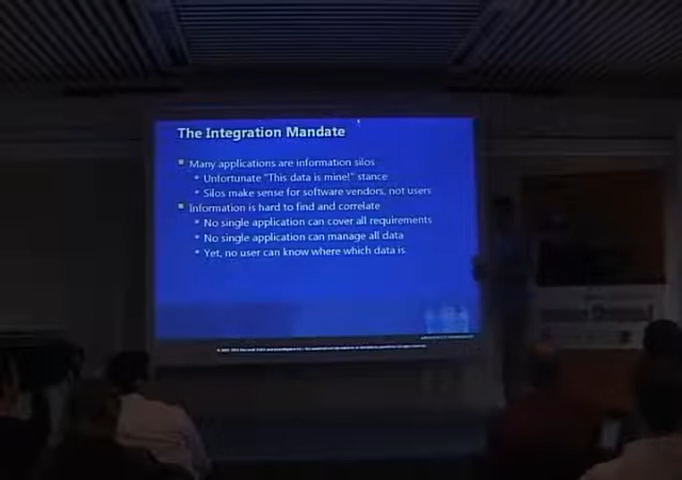 The Integration Mandate
Many applications are information silos
Unfortunate "This data is mine!" stance
Silos make sense for software vendors, not users
Information is hard to find and correlate
No single application can cover all requirements
No single application can manage all data
Yet, no user can know where which data is